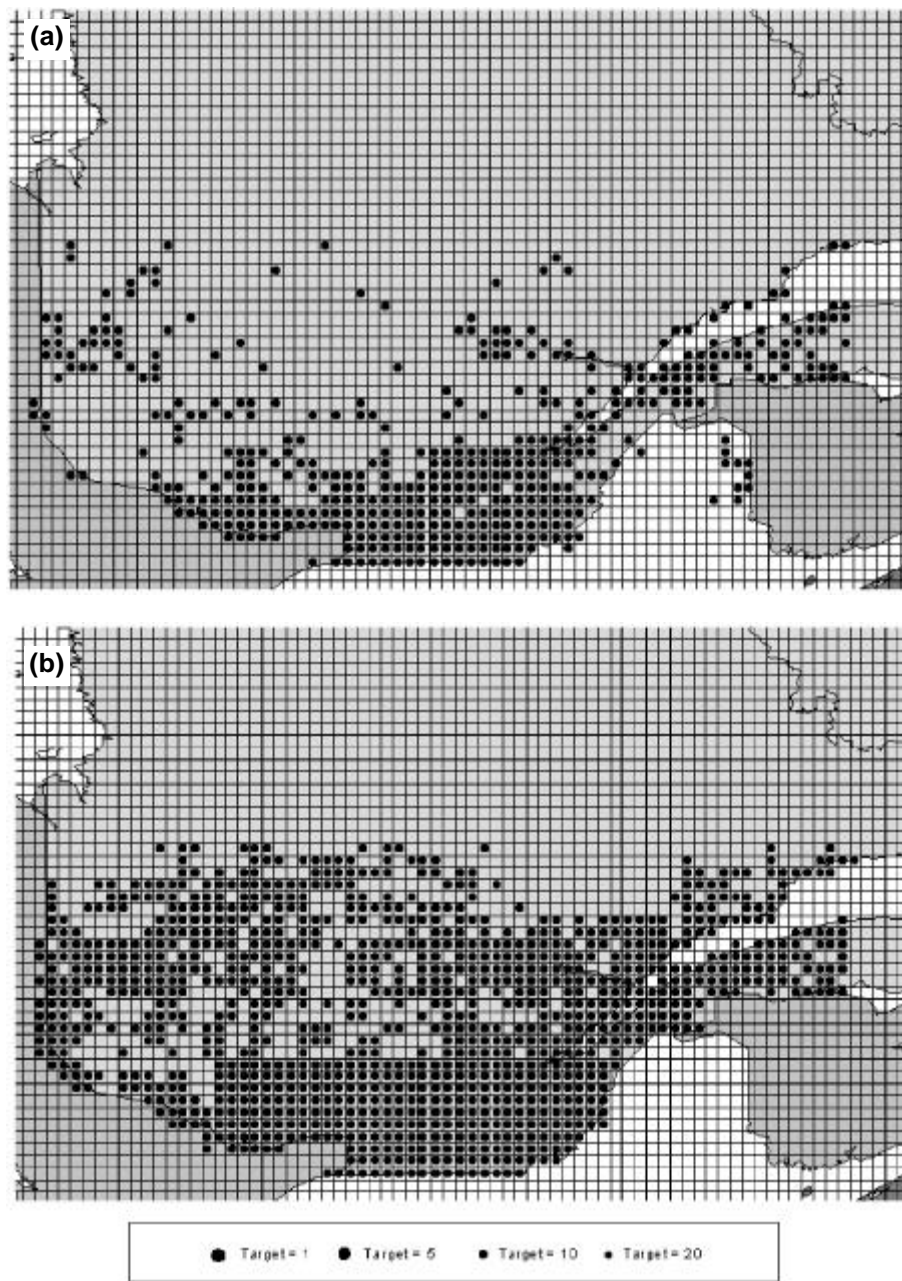 (a)
(b)
Target = 1 Target = 5 Target = 10 Target = 20